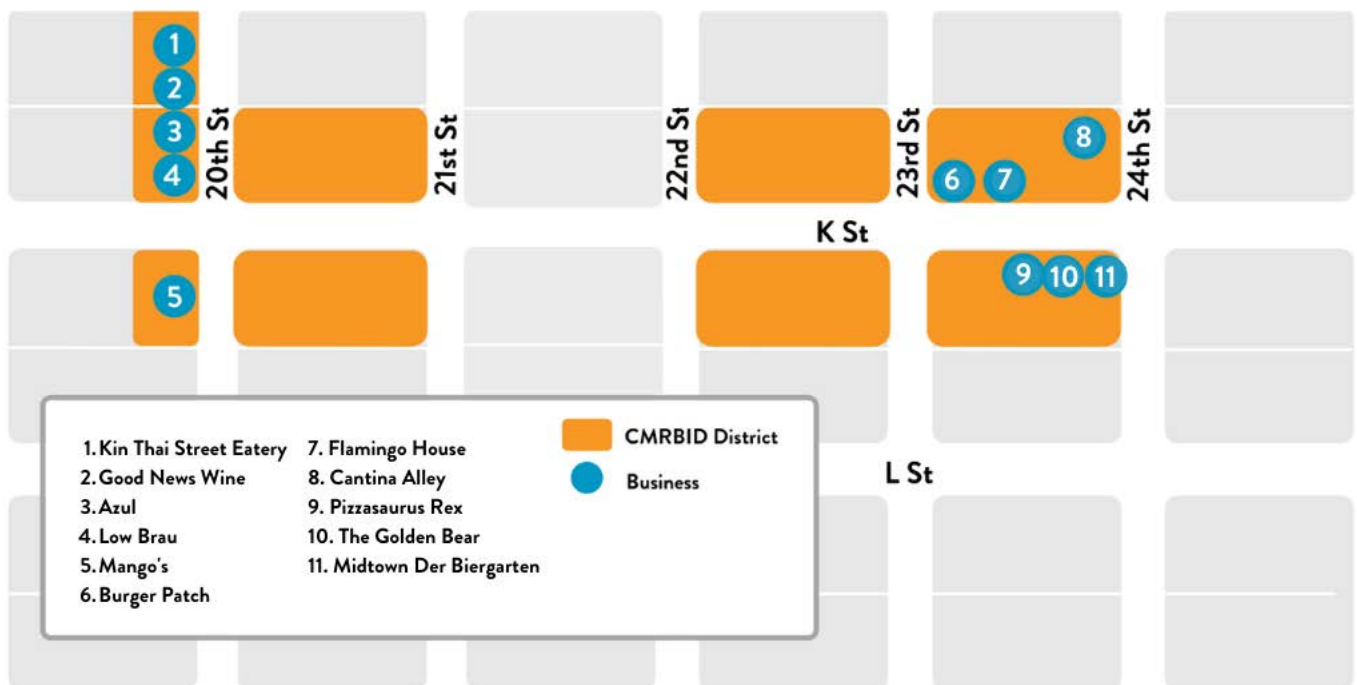 1
2
3
4
20th St
21st St
22nd St
23rd St
24th St
8
6
7
K St
5
9
10
11
1. Kin Thai Street Eatery
2. Good News Wine
3. Azul
4. Low Brau
5. Mango's
6. Burger Patch
7. Flamingo House
8. Cantina Alley
9. Pizzasaurus Rex
10. The Golden Bear
11. Midtown Der Biergarten
CMRBID District
Business
L St